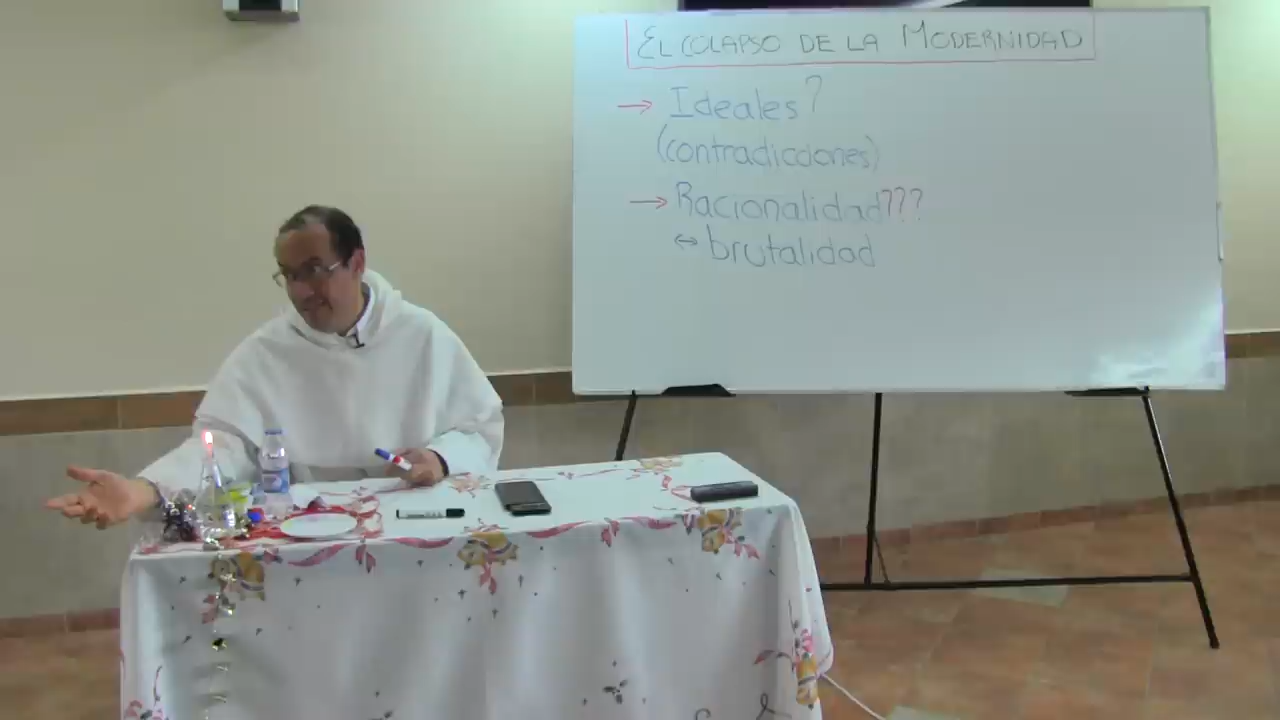 EL COLAPSO DE LA MODERNIDAD
→ Ideales?
(contradicciones)
→ Racionalidad???
↔ brutalidad